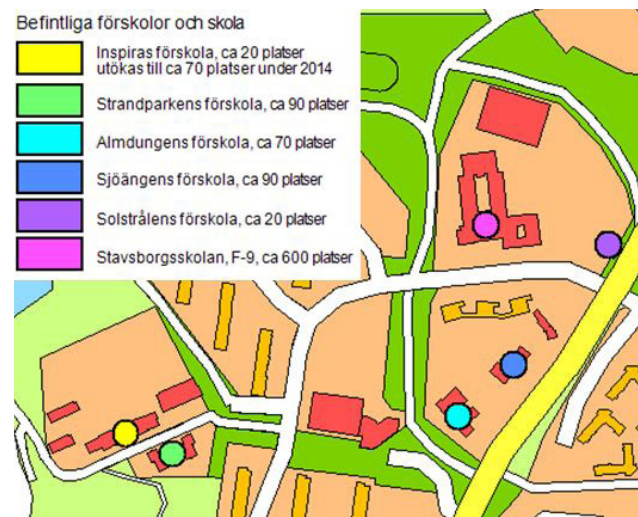 Befintliga förskolor och skola
Inspiras förskola, ca 20 platser
utökas till ca 70 platser under 2014
Strandparkens förskola, ca 90 platser
Almdungens förskola, ca 70 platser
Sjöängens förskola, ca 90 platser
Solstrålens förskola, ca 20 platser
Stavsborgsskolan, F-9, ca 600 platser